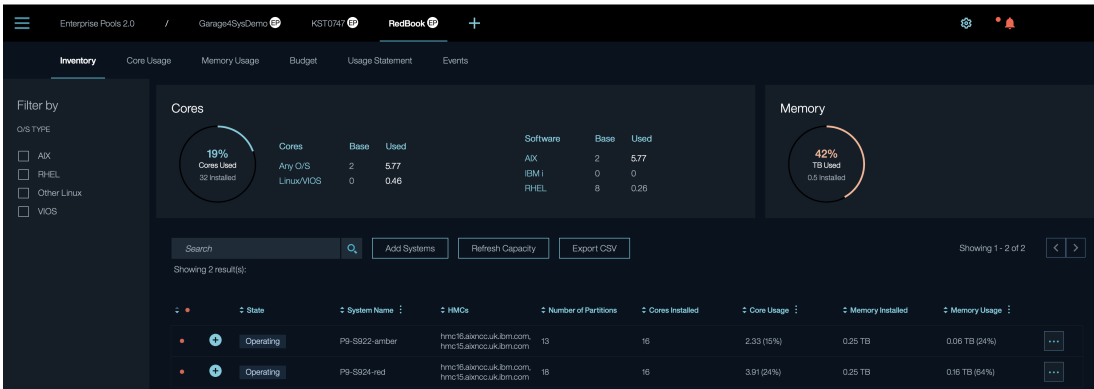 Enterprise Pools 2.0 / Garage4SysDemo EP KST0747 EP RedBook EP +
Inventory Core Usage Memory Usage Budget Usage Statement Events
Filter by
O/S TYPE
AIX
RHEL
Other Linux
VIOS
Cores
19%
Cores Used
32 Installed
Cores Base Used
Any O/S 2 5.77
Linux/VIOS 0 0.46
Software Base Used
AIX 2 5.77
IBM i 0 0
RHEL 8 0.26
Memory
42%
TB Used
0.5 Installed
Search Add Systems Refresh Capacity Export CSV Showing 1 - 2 of 2 < >
Showing 2 result(s):
State System Name HMCs Number of Partitions Cores Installed Core Usage Memory Installed Memory Usage
Operating P9-S922-amber hmc16.aixncc.uk.ibm.com, hmc15.aixncc.uk.ibm.com 13 16 2.33 (15%) 0.25 TB 0.06 TB (24%) ...
Operating P9-S924-red hmc16.aixncc.uk.ibm.com, hmc15.aixncc.uk.ibm.com 18 16 3.91 (24%) 0.25 TB 0.16 TB (64%) ...